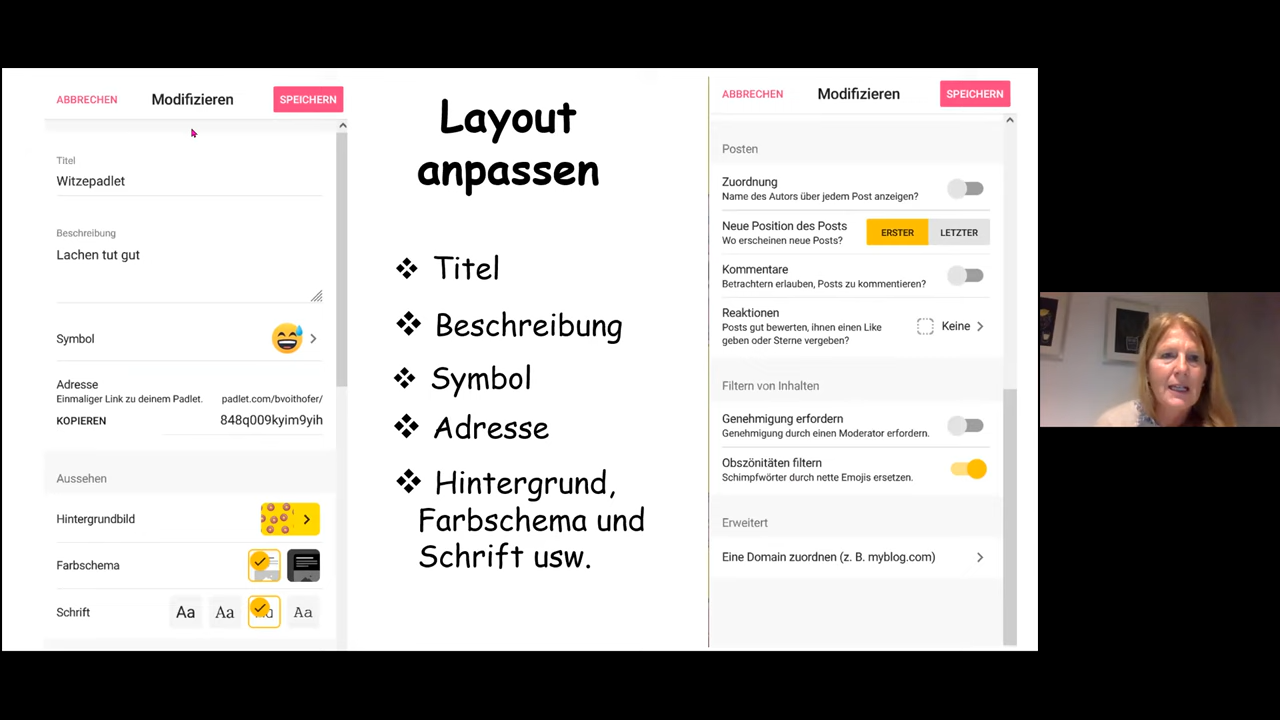 ABBRECHEN Modifizieren SPEICHERN
Titel
Witzepadlet
Beschreibung
Lachen tut gut
Symbol
Adresse
Einmaliger Link zu deinem Padlet. padlet.com/bvoithofer/
KOPIEREN 848q009kyim9yih
Aussehen
Hintergrundbild
Farbschema
Schrift Aa Aa Aa
Layout
anpassen
❖ Titel
❖ Beschreibung
❖ Symbol
❖ Adresse
❖ Hintergrund,
Farbschema und
Schrift usw.
ABBRECHEN Modifizieren SPEICHERN
Posten
Zuordnung
Name des Autors über jedem Post anzeigen?
Neue Position des Posts ERSTER LETZTER
Wo erscheinen neue Posts?
Kommentare
Betrachtern erlauben, Posts zu kommentieren?
Reaktionen
Posts gut bewerten, ihnen einen Like Keine
geben oder Sterne vergeben?
Filtern von Inhalten
Genehmigung erfordern
Genehmigung durch einen Moderator erfordern.
Obszönitäten filtern
Schimpfwörter durch nette Emojis ersetzen.
Erweitert
Eine Domain zuordnen (z. B. myblog.com)